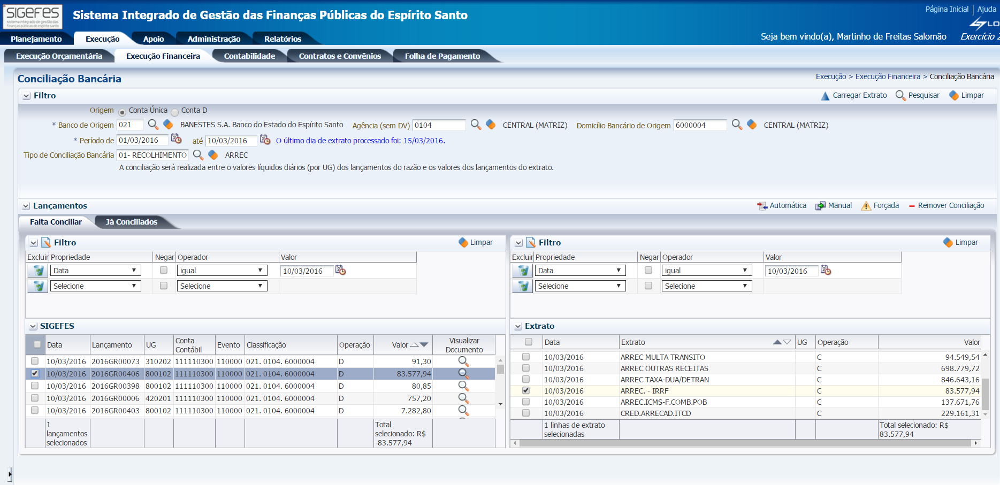 SIGEFES
sistema integrado de gestão das
finanças públicas do espírito santo
Sistema Integrado de Gestão das Finanças Públicas do Espírito Santo
Página Inicial | Ajuda
LO
Seja bem vindo(a), Martinho de Freitas Salomão Exercício 2
Planejamento Execução Apoio Administração Relatórios
Execução Orçamentária Execução Financeira Contabilidade Contratos e Convênios Folha de Pagamento
Conciliação Bancária
Execução > Execução Financeira > Conciliação Bancária
Filtro
Carregar Extrato Pesquisar Limpar
Origem Conta Única Conta D
* Banco de Origem 021 BANESTES S.A. Banco do Estado do Espírito Santo Agência (sem DV) 0104 CENTRAL (MATRIZ) Domicílio Bancário de Origem 6000004 CENTRAL (MATRIZ)
* Período de 01/03/2016 até 10/03/2016 O último dia de extrato processado foi: 15/03/2016.
Tipo de Conciliação Bancária 01- RECOLHIMENTO ARREC
A conciliação será realizada entre o valores líquidos diários (por UG) dos lançamentos do razão e os valores dos lançamentos do extrato.
Lançamentos
Automática Manual Forçada Remover Conciliação
Falta Conciliar Já Conciliados
Filtro Limpar
Excluir Propriedade Negar Operador Valor
Data igual 10/03/2016
Selecione Selecione
SIGEFES
Data Lançamento UG Conta Contábil Evento Classificação Operação Valor Visualizar Documento
10/03/2016 2016GR00073 310202 111110300 110000 021. 0104. 6000004 D 91,30
10/03/2016 2016GR00406 800102 111110300 110000 021. 0104. 6000004 D 83.577,94
10/03/2016 2016GR00398 800102 111110300 110000 021. 0104. 6000004 D 80,85
10/03/2016 2016GR00006 420201 111110300 110000 021. 0104. 6000004 D 757,20
10/03/2016 2016GR00403 800102 111110300 110000 021. 0104. 6000004 D 7.282,80
1 lançamentos selecionados Total selecionado: R$ -83.577,94
Filtro Limpar
Excluir Propriedade Negar Operador Valor
Data igual 10/03/2016
Selecione Selecione
Extrato
Data Extrato UG Operação Valor
10/03/2016 ARREC MULTA TRANSITO C 94.549,54
10/03/2016 ARREC OUTRAS RECEITAS C 698.779,72
10/03/2016 ARREC TAXA-DUA/DETRAN C 846.643,16
10/03/2016 ARREC. - IRRF C 83.577,94
10/03/2016 ARREC.ICMS-F.COMB.POB C 137.671,76
10/03/2016 CRED.ARRECAD.ITCD C 229.161,31
1 linhas de extrato selecionadas Total selecionado: R$ 83.577,94